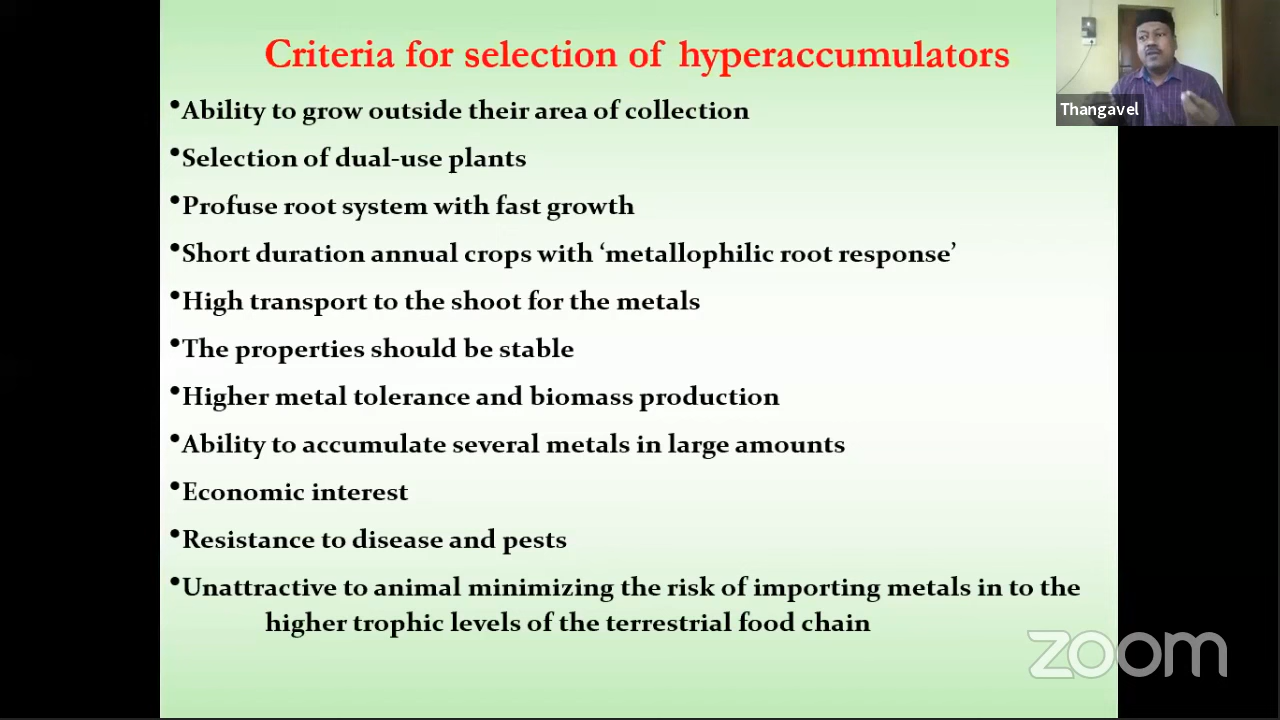 Criteria for selection of hyperaccumulators
Thangavel
•Ability to grow outside their area of collection
•Selection of dual-use plants
•Profuse root system with fast growth
•Short duration annual crops with ‘metallophilic root response’
•High transport to the shoot for the metals
•The properties should be stable
•Higher metal tolerance and biomass production
•Ability to accumulate several metals in large amounts
•Economic interest
•Resistance to disease and pests
•Unattractive to animal minimizing the risk of importing metals in to the
higher trophic levels of the terrestrial food chain
zoom